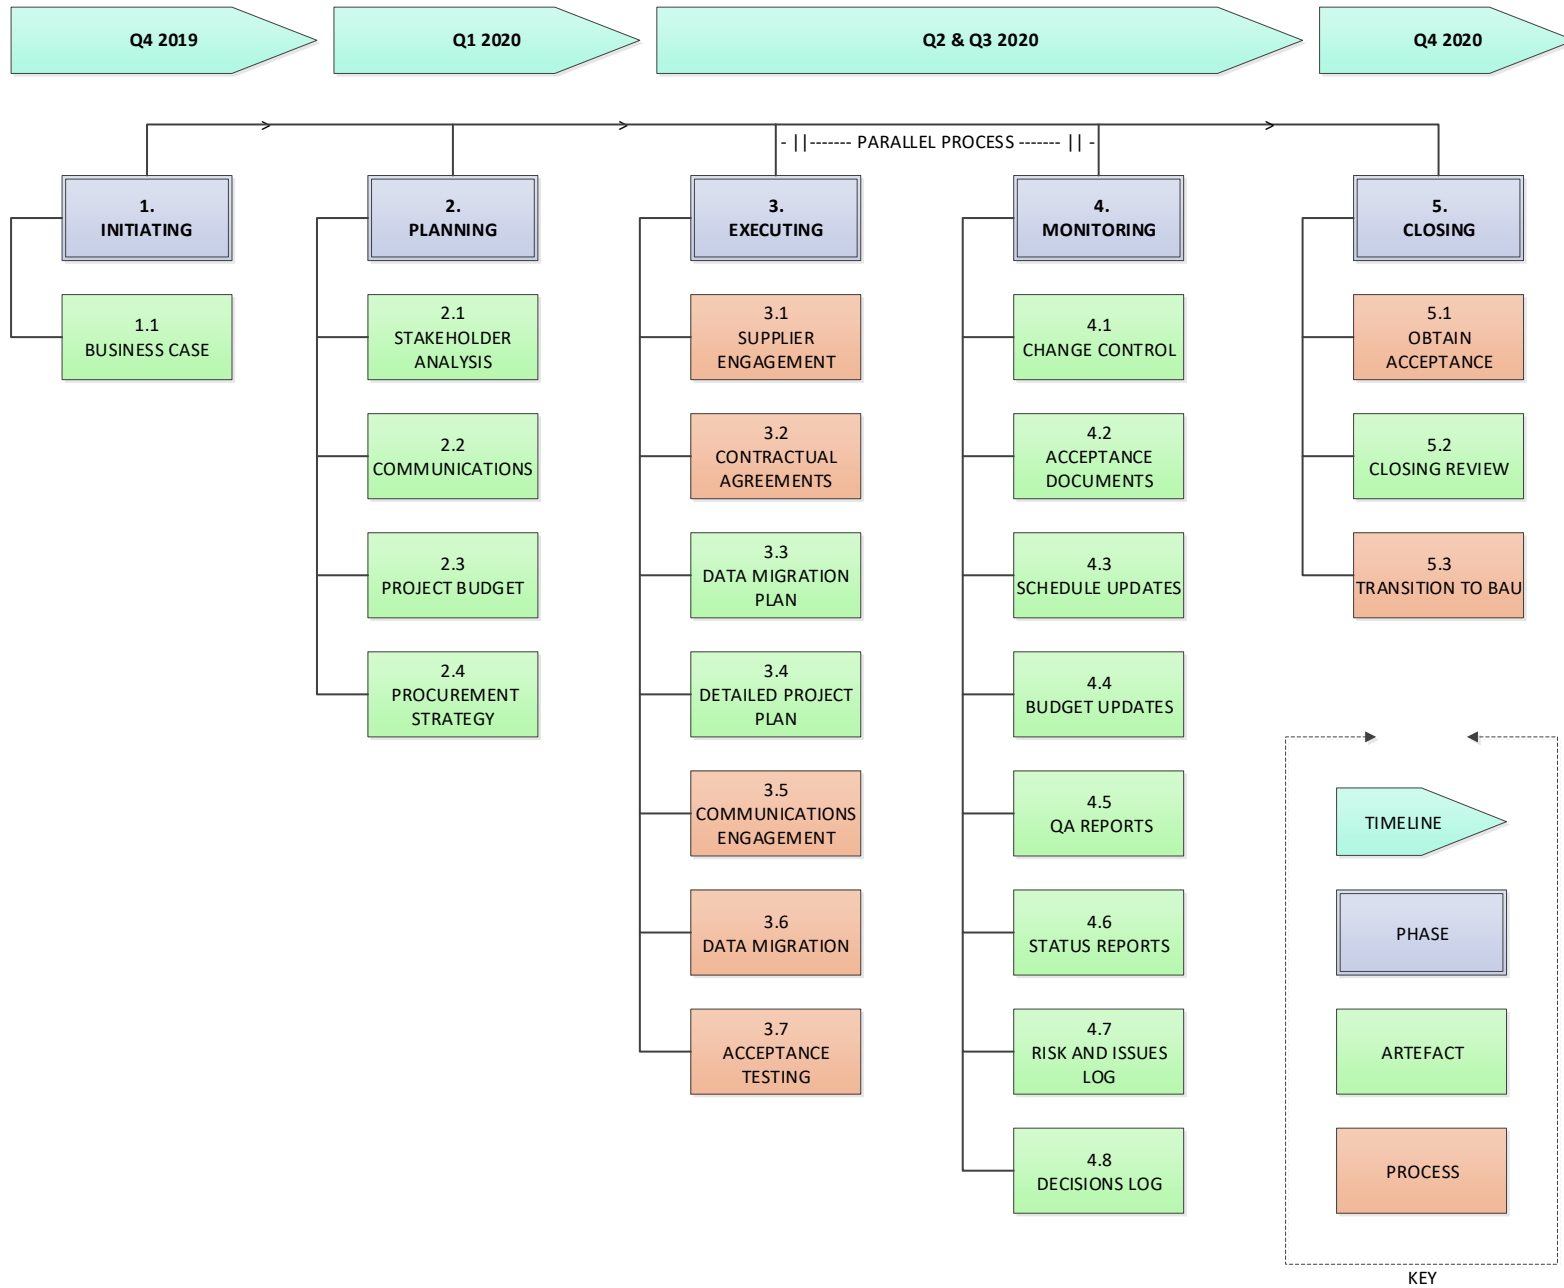 Q4 2019
Q1 2020
Q2 & Q3 2020
Q4 2020
- ||------- PARALLEL PROCESS ------- || -
1.
INITIATING
2.
PLANNING
3.
EXECUTING
4.
MONITORING
5.
CLOSING
1.1
BUSINESS CASE
2.1
STAKEHOLDER
ANALYSIS
2.2
COMMUNICATIONS
2.3
PROJECT BUDGET
2.4
PROCUREMENT
STRATEGY
3.1
SUPPLIER
ENGAGEMENT
3.2
CONTRACTUAL
AGREEMENTS
3.3
DATA MIGRATION
PLAN
3.4
DETAILED PROJECT
PLAN
3.5
COMMUNICATIONS
ENGAGEMENT
3.6
DATA MIGRATION
3.7
ACCEPTANCE
TESTING
4.1
CHANGE CONTROL
4.2
ACCEPTANCE
DOCUMENTS
4.3
SCHEDULE UPDATES
4.4
BUDGET UPDATES
4.5
QA REPORTS
4.6
STATUS REPORTS
4.7
RISK AND ISSUES
LOG
4.8
DECISIONS LOG
5.1
OBTAIN
ACCEPTANCE
5.2
CLOSING REVIEW
5.3
TRANSITION TO BAU
TIMELINE
PHASE
ARTEFACT
PROCESS
KEY